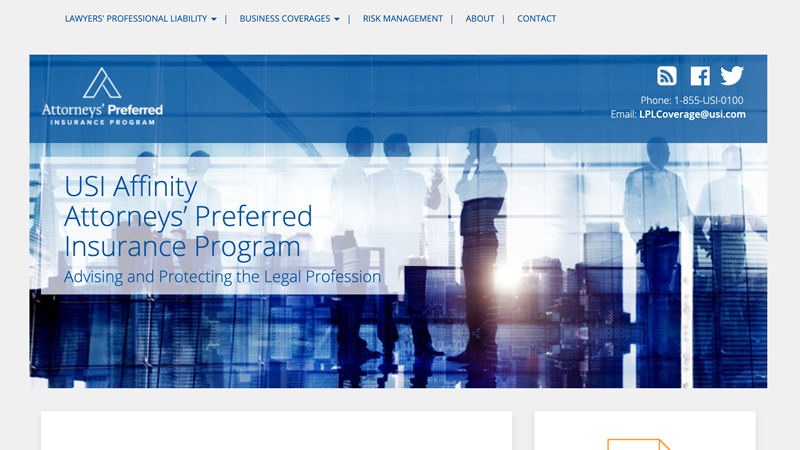 LAWYERS' PROFESSIONAL LIABILITY | BUSINESS COVERAGES | RISK MANAGEMENT | ABOUT | CONTACT
Attorneys' Preferred
INSURANCE PROGRAM
Phone: 1-855-USI-0100
Email: LPLCoverage@usi.com
USI Affinity
Attorneys' Preferred
Insurance Program
Advising and Protecting the Legal Profession